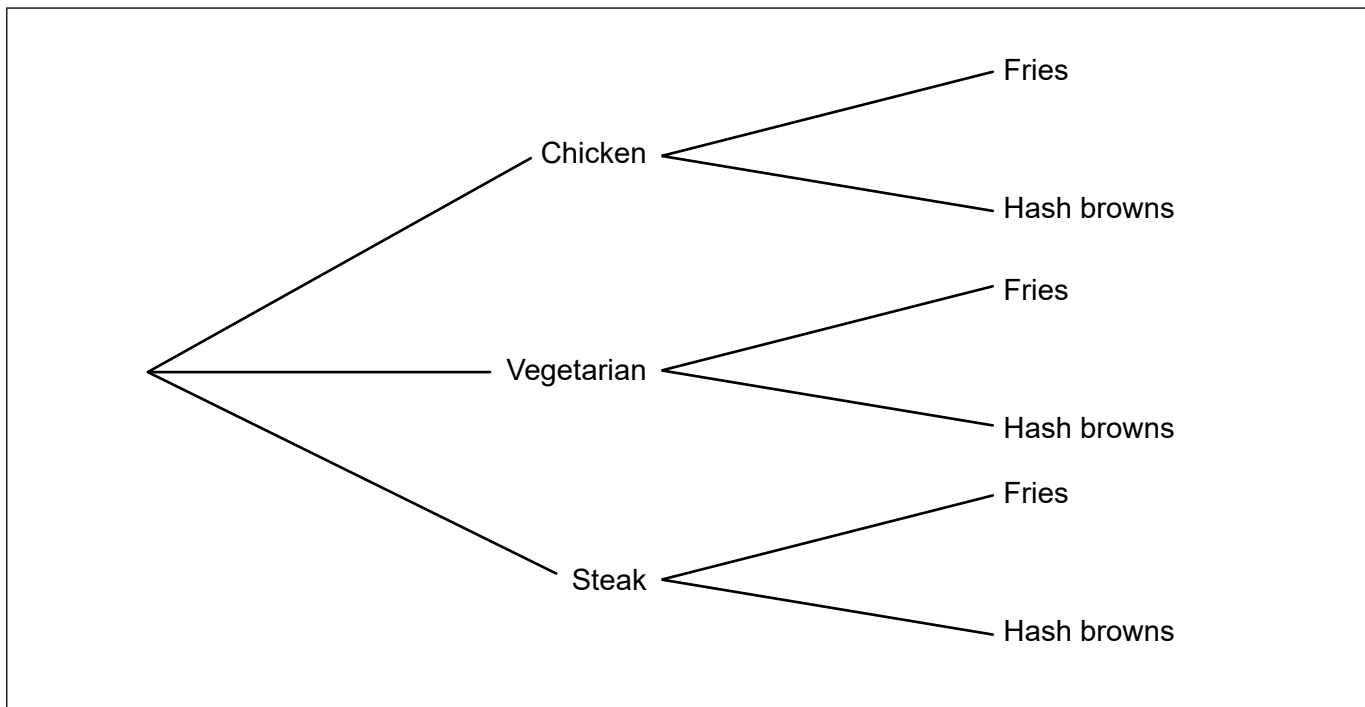 Fries
Chicken
Hash browns
Fries
Vegetarian
Hash browns
Fries
Steak
Hash browns